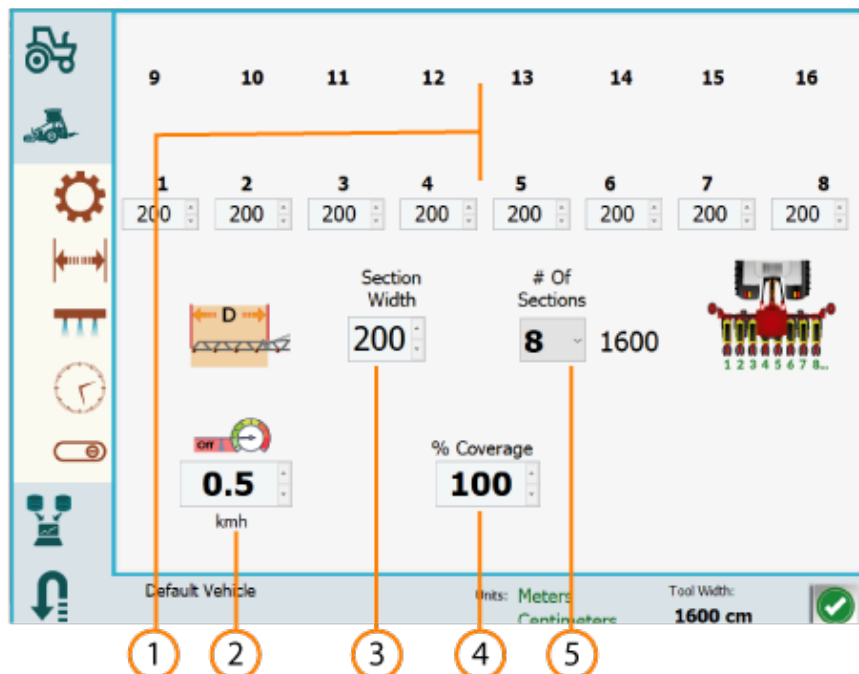 9 10 11 12 13 14 15 16
1 2 3 4 5 6 7 8
200 200 200 200 200 200 200 200
Section
Width
# Of
Sections
D
200
8
1600
1 2 3 4 5 6 7 8...
Off
% Coverage
0.5
100
kmh
Default Vehicle
Units: Meters
Centimeters
Tool Width:
1600 cm
1 2 3 4 5